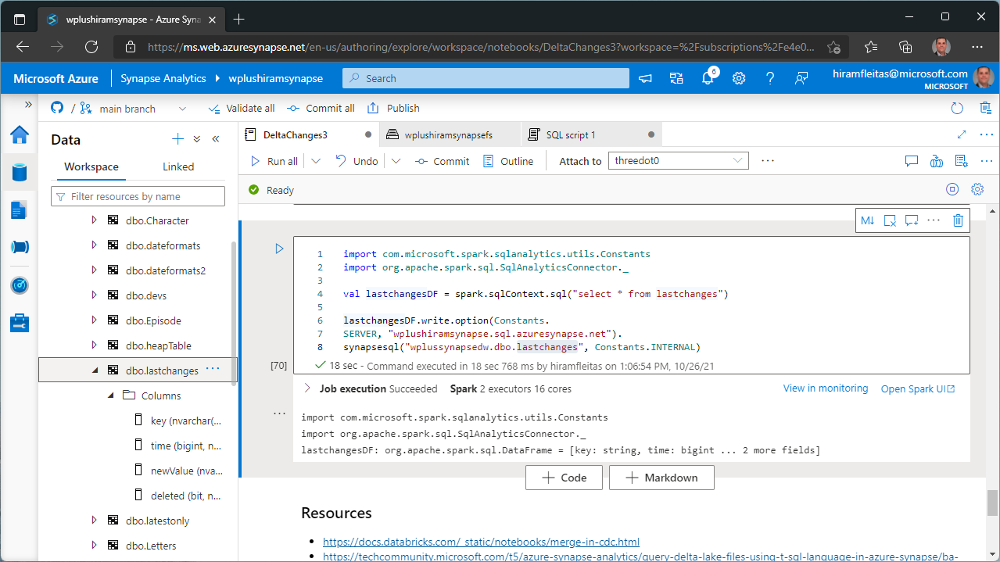 wplushiramsynapse - Azure Syna
https://ms.web.azuresynapse.net/en-us/authoring/explore/workspace/notebooks/DeltaChanges3?workspace=%2Fsubscriptions%2Fe4e0...
Microsoft Azure
Synapse Analytics
wplushiramsynapse
Search
6
hiramfleitas@microsoft.com
MICROSOFT
/ main branch
Validate all
Commit all
Publish
Data
Workspace
Linked
Filter resources by name
dbo.Character
dbo.dateformats
dbo.dateformats2
dbo.devs
dbo.Episode
dbo.heapTable
dbo.lastchanges ...
Columns
key (nvarchar(...
time (bigint, n...
newValue (nva...
deleted (bit, n...
dbo.latestonly
dbo.Letters
DeltaChanges3
wplushiramsynapsefs
SQL script 1
Run all
Undo
Commit
Outline
Attach to
threedot0
...
Ready
M↓
...
1 import com.microsoft.spark.sqlanalytics.utils.Constants
2 import org.apache.spark.sql.SqlAnalyticsConnector._
3
4 val lastchangesDF = spark.sqlContext.sql("select * from lastchanges")
5
6 lastchangesDF.write.option(Constants.
7 SERVER, "wplushiramsynapse.sql.azuresynapse.net").
8 synapsesql("wplussynapsedw.dbo.lastchanges", Constants.INTERNAL)
[70]
18 sec - Command executed in 18 sec 768 ms by hiramfleitas on 1:06:54 PM, 10/26/21
Job execution Succeeded Spark 2 executors 16 cores
View in monitoring
Open Spark UI
...
import com.microsoft.spark.sqlanalytics.utils.Constants
import org.apache.spark.sql.SqlAnalyticsConnector._
lastchangesDF: org.apache.spark.sql.DataFrame = [key: string, time: bigint ... 2 more fields]
Code
Markdown
Resources
https://docs.databricks.com/_static/notebooks/merge-in-cdc.html
https://techcommunity.microsoft.com/t5/azure-synapse-analytics/query-delta-lake-files-using-t-sql-language-in-azure-synapse/ba-